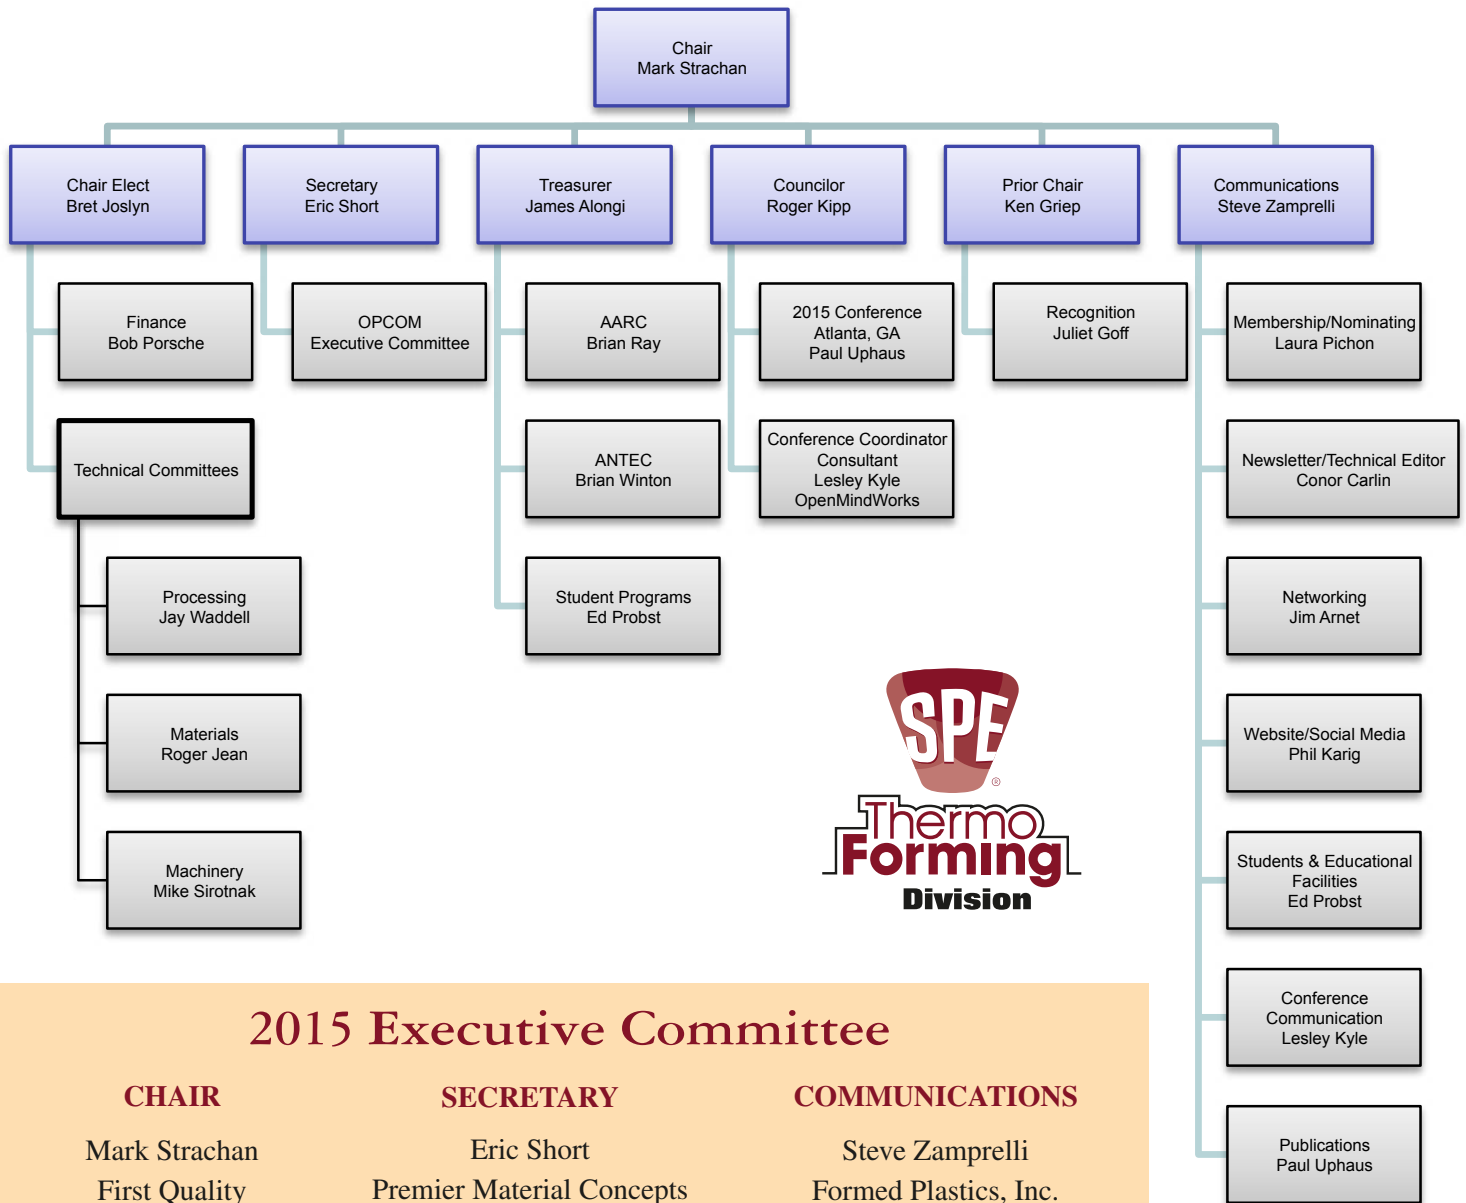 Chair
Mark Strachan
Chair Elect
Bret Joslyn
Secretary
Eric Short
Treasurer
James Alongi
Councilor
Roger Kipp
Prior Chair
Ken Griep
Communications
Steve Zamprelli
Finance
Bob Porsche
OPCOM
Executive Committee
AARC
Brian Ray
2015 Conference
Atlanta, GA
Paul Uphaus
Recognition
Juliet Goff
Membership/Nominating
Laura Pichon
Technical Committees
ANTEC
Brian Winton
Conference Coordinator
Consultant
Lesley Kyle
OpenMindWorks
Newsletter/Technical Editor
Conor Carlin
Processing
Jay Waddell
Student Programs
Ed Probst
Networking
Jim Arnet
Materials
Roger Jean
Website/Social Media
Phil Karig
Machinery
Mike Sirotnak
Students & Educational
Facilities
Ed Probst
SPE
®
Thermo
Forming
Division
Conference
Communication
Lesley Kyle
Publications
Paul Uphaus
2015 Executive Committee
CHAIR
Mark Strachan
First Quality
SECRETARY
Eric Short
Premier Material Concepts
COMMUNICATIONS
Steve Zamprelli
Formed Plastics, Inc.